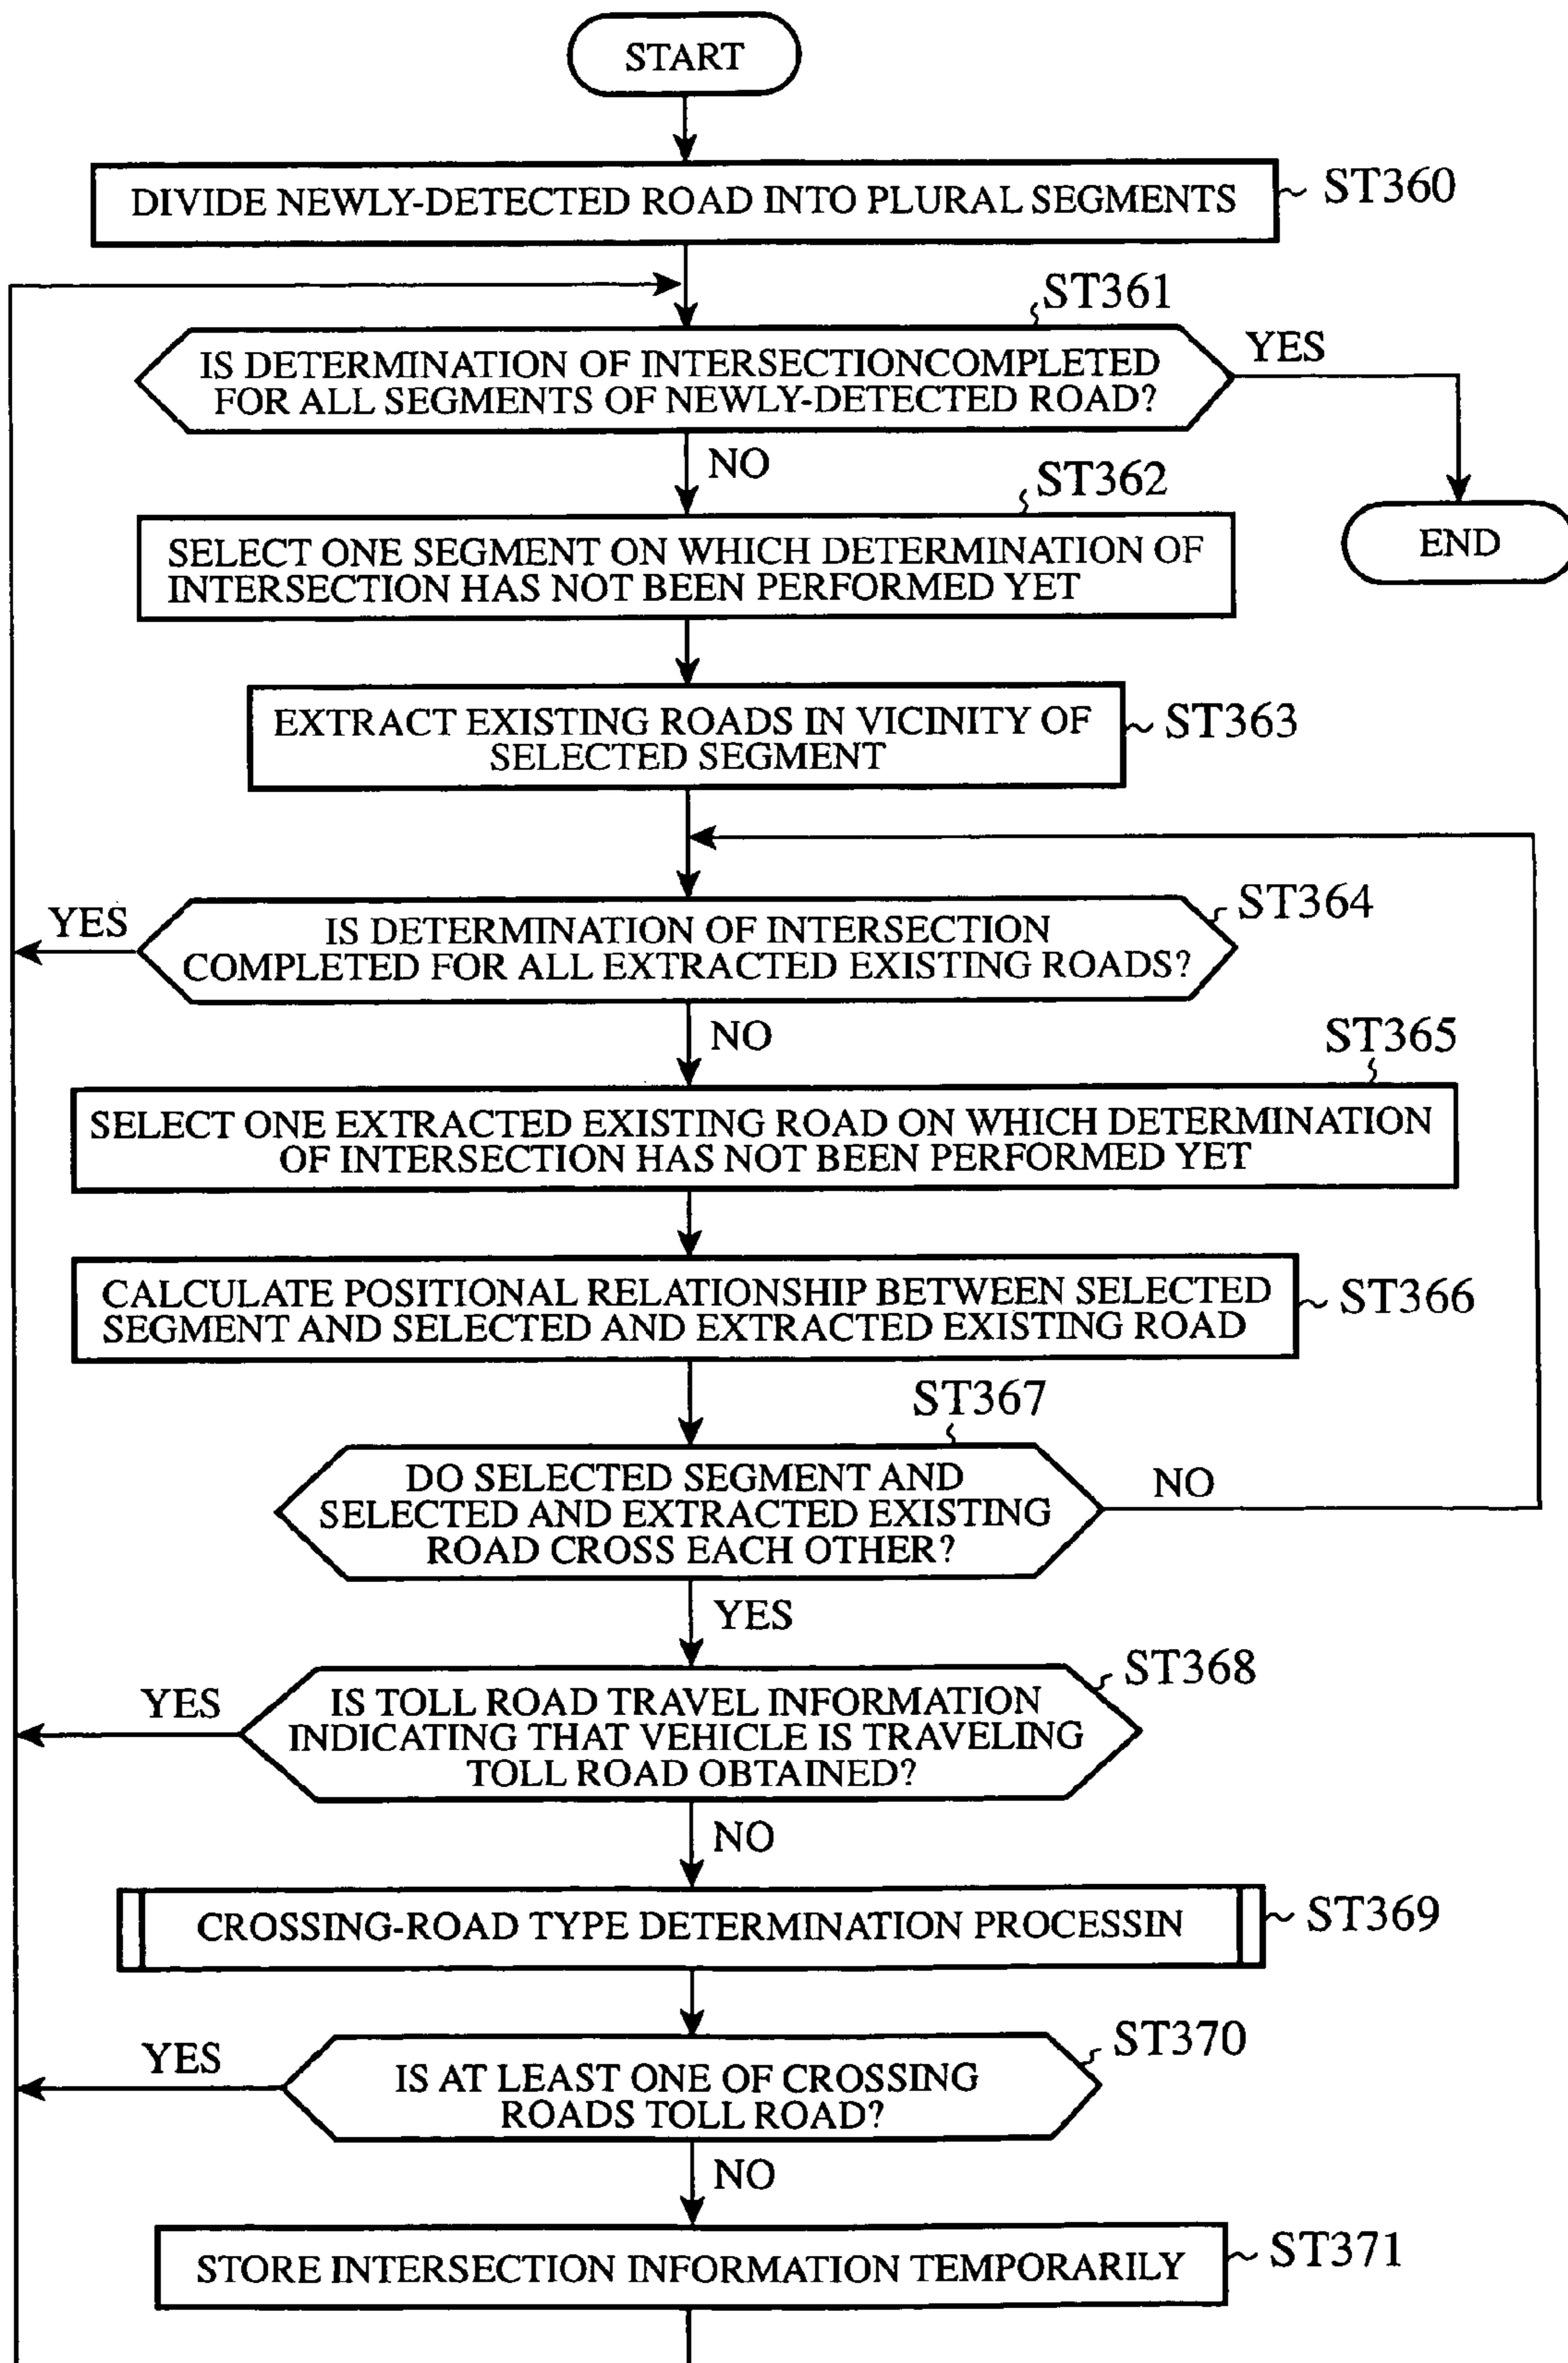 START
DIVIDE NEWLY-DETECTED ROAD INTO PLURAL SEGMENTS
ST360
ST361
IS DETERMINATION OF INTERSECTIONCOMPLETED
FOR ALL SEGMENTS OF NEWLY-DETECTED ROAD?
YES
NO
ST362
SELECT ONE SEGMENT ON WHICH DETERMINATION OF
INTERSECTION HAS NOT BEEN PERFORMED YET
END
EXTRACT EXISTING ROADS IN VICINITY OF
SELECTED SEGMENT
ST363
YES
ST364
IS DETERMINATION OF INTERSECTION
COMPLETED FOR ALL EXTRACTED EXISTING ROADS?
NO
ST365
SELECT ONE EXTRACTED EXISTING ROAD ON WHICH DETERMINATION
OF INTERSECTION HAS NOT BEEN PERFORMED YET
CALCULATE POSITIONAL RELATIONSHIP BETWEEN SELECTED
SEGMENT AND SELECTED AND EXTRACTED EXISTING ROAD
ST366
ST367
DO SELECTED SEGMENT AND
SELECTED AND EXTRACTED EXISTING
ROAD CROSS EACH OTHER?
NO
YES
ST368
YES
IS TOLL ROAD TRAVEL INFORMATION
INDICATING THAT VEHICLE IS TRAVELING
TOLL ROAD OBTAINED?
NO
CROSSING-ROAD TYPE DETERMINATION PROCESSIN
ST369
YES
ST370
IS AT LEAST ONE OF CROSSING
ROADS TOLL ROAD?
NO
STORE INTERSECTION INFORMATION TEMPORARILY
ST371